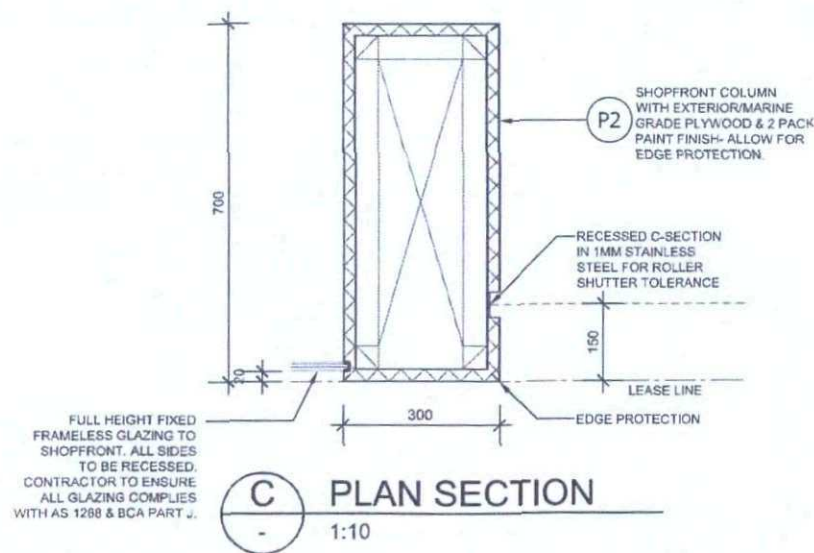 700
P2
SHOPFRONT COLUMN
WITH EXTERIOR/MARINE
GRADE PLYWOOD & 2 PACK
PAINT FINISH- ALLOW FOR
EDGE PROTECTION.
RECESSED C-SECTION
IN 1MM STAINLESS
STEEL FOR ROLLER
SHUTTER TOLERANCE
150
20
LEASE LINE
300
EDGE PROTECTION
FULL HEIGHT FIXED
FRAMELESS GLAZING TO
SHOPFRONT. ALL SIDES
TO BE RECESSED.
CONTRACTOR TO ENSURE
ALL GLAZING COMPLIES
WITH AS 1288 & BCA PART J.
C
-
PLAN SECTION
1:10